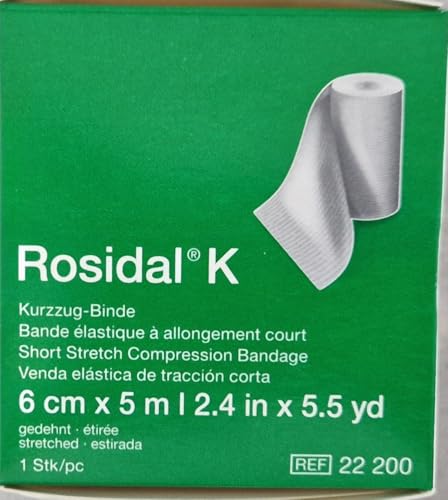 Rosidal® K
Kurzzug-Binde
Bande élastique à allongement court
Short Stretch Compression Bandage
Venda elástica de tracción corta
6 cm x 5 m | 2.4 in x 5.5 yd
gedehnt · étirée
stretched · estirada
1 Stk/pc
REF 22 200